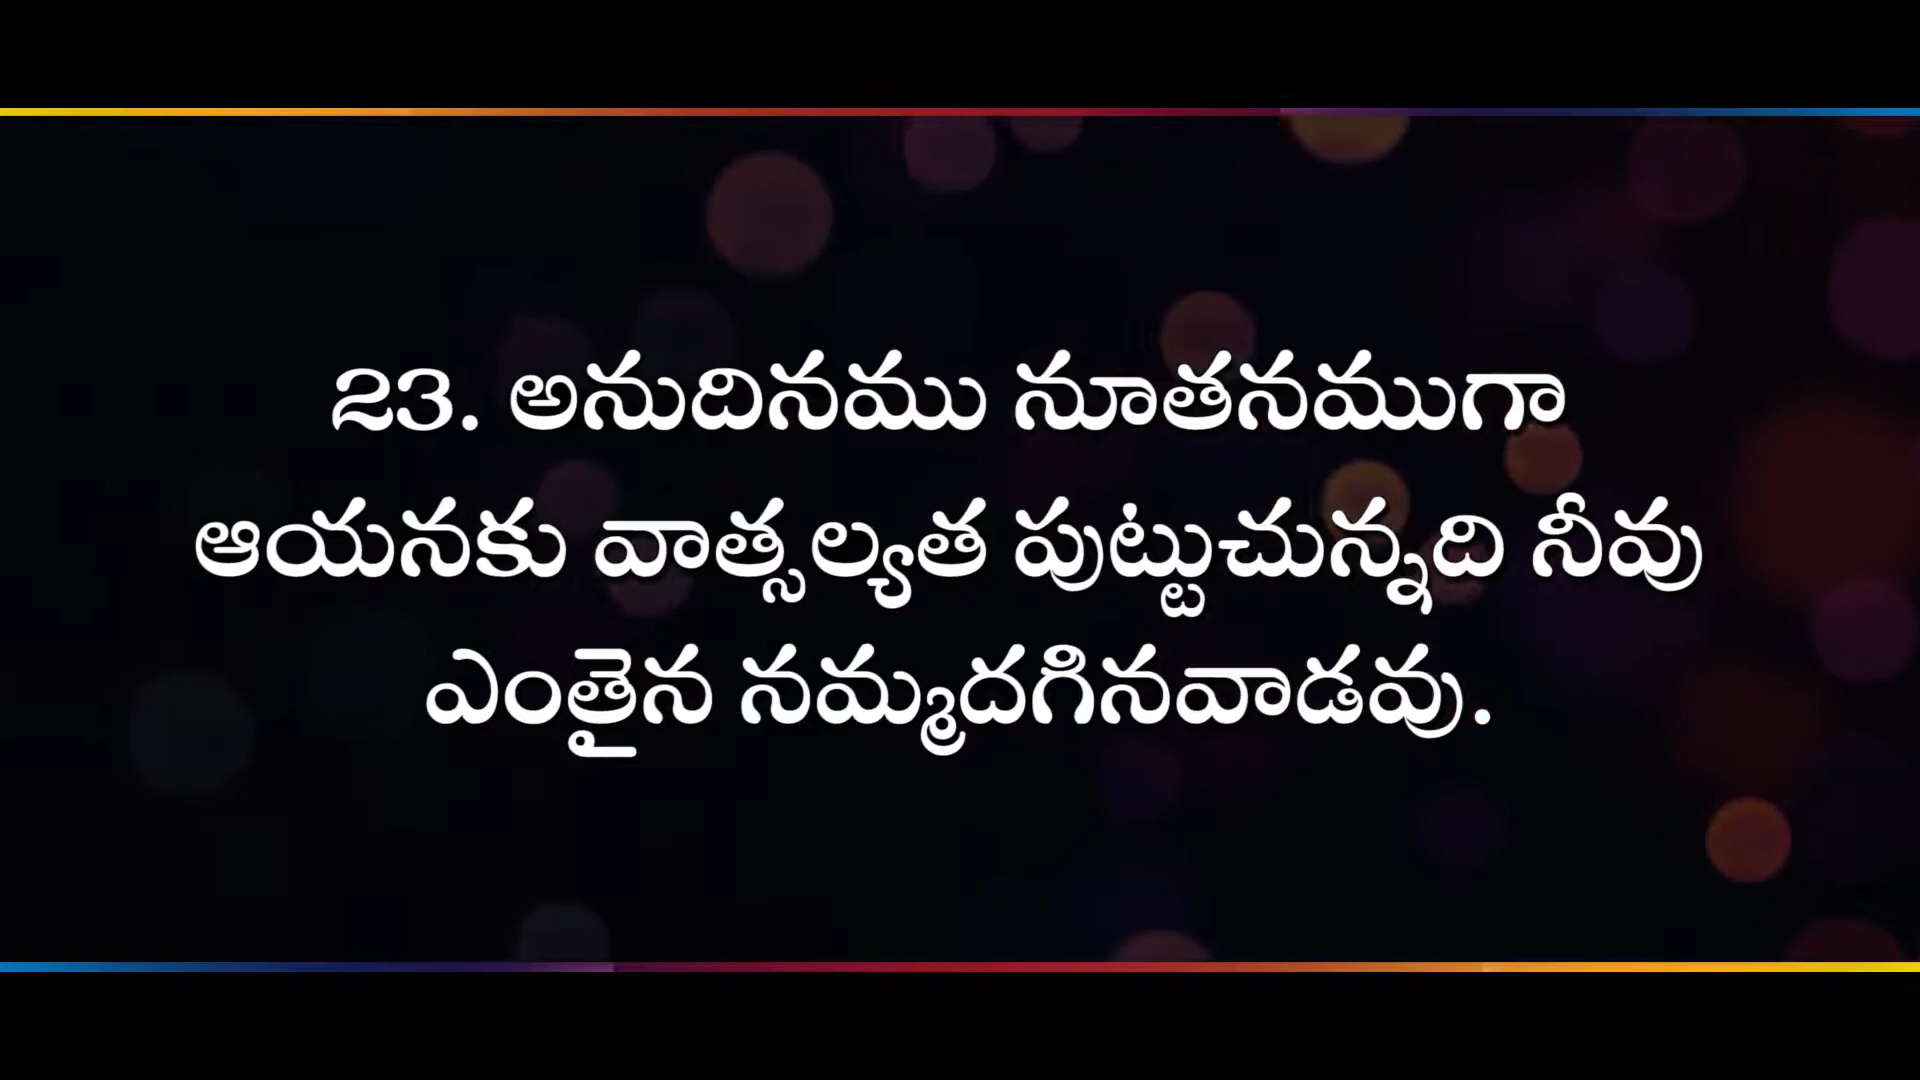 23. అనుదినము నూతనముగా
ఆయనకు వాత్సల్యత పుట్టుచున్నది నీవు
ఎంతైన నమ్మదగినవాడవు.